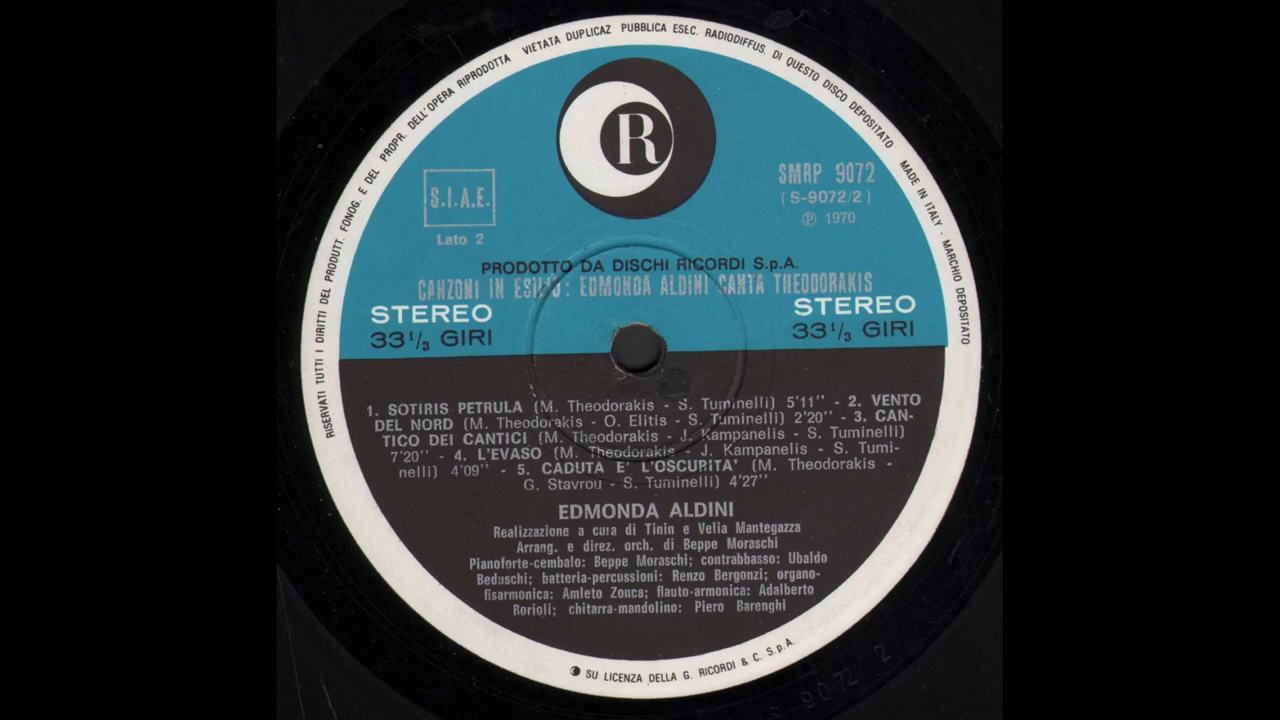 RISERVATI TUTTI I DIRITTI DEL PRODUTT. FONOG. E DEL PROPR. DELL'OPERA RIPRODOTTA VIETATA DUPLICAZ PUBBLICA ESEC. RADIODIFFUS. DI QUESTO DISCO DEPOSITATO MADE IN ITALY · MARCHIO DEPOSITATO
R
S.I.A.E.
Lato 2
SMRP 9072
(S-9072/2)
℗ 1970
PRODOTTO DA DISCHI RICORDI S.p.A.
CANZONI IN ESILIO: EDMONDA ALDINI CANTA THEODORAKIS
STEREO
33 1/3 GIRI
STEREO
33 1/3 GIRI
1. SOTIRIS PETRULA (M. Theodorakis - S. Tuminelli) 5'11" - 2. VENTO
DEL NORD (M. Theodorakis - O. Elitis - S. Tuminelli) 2'20" - 3. CAN-
TICO DEI CANTICI (M. Theodorakis - J. Kampanelis - S. Tuminelli)
7'20" - 4. L'EVASO (M. Theodorakis - J. Kampanelis - S. Tumi-
nelli) 4'09" - 5. CADUTA E' L'OSCURITA' (M. Theodorakis -
G. Stavrou - S. Tuminelli) 4'27"
EDMONDA ALDINI
Realizzazione a cura di Tinin e Velia Mantegazza
Arrang. e direz. orch. di Beppe Moraschi
Pianoforte-cembalo: Beppe Moraschi; contrabbasso: Ubaldo
Beduschi; batteria-percussioni: Renzo Bergonzi; organo-
fisarmonica: Amleto Zonca; flauto-armonica: Adalberto
Borioli; chitarra-mandolino: Piero Barenghi
SU LICENZA DELLA G. RICORDI & C. S.p.A.
S 9072 2